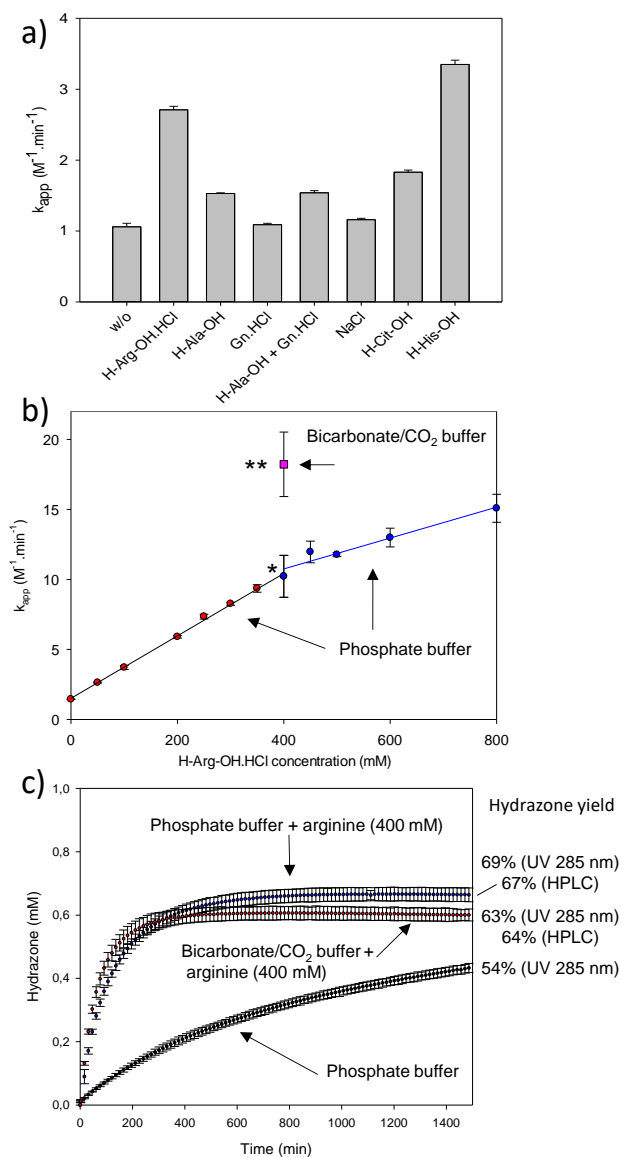 a)
4
3
2
1
0
k_app (M⁻¹.min⁻¹)
w/o
H-Arg-OH.HCl
H-Ala-OH
Gn.HCl
H-Ala-OH + Gn.HCl
NaCl
H-Cit-OH
H-His-OH
b)
20
15
10
5
0
k_app (M⁻¹.min⁻¹)
Bicarbonate/CO₂ buffer
**
*
Phosphate buffer
0 200 400 600 800
H-Arg-OH.HCl concentration (mM)
c)
1,0
0,8
0,6
0,4
0,2
0,0
Hydrazone (mM)
Hydrazone yield
Phosphate buffer + arginine (400 mM)
69% (UV 285 nm)
67% (HPLC)
63% (UV 285 nm)
64% (HPLC)
Bicarbonate/CO₂ buffer +
arginine (400 mM)
54% (UV 285 nm)
Phosphate buffer
0 200 400 600 800 1000 1200 1400
Time (min)